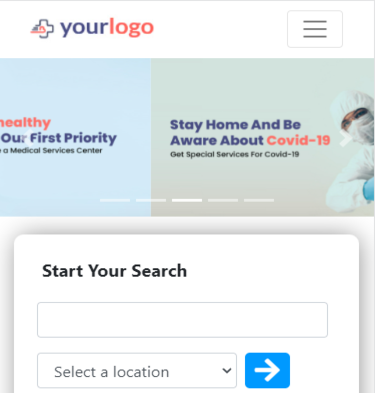 yourlogo
healthy
Our First Priority
a Medical Services Center
Stay Home And Be
Aware About Covid-19
Get Special Services For Covid-19
Start Your Search
Select a location